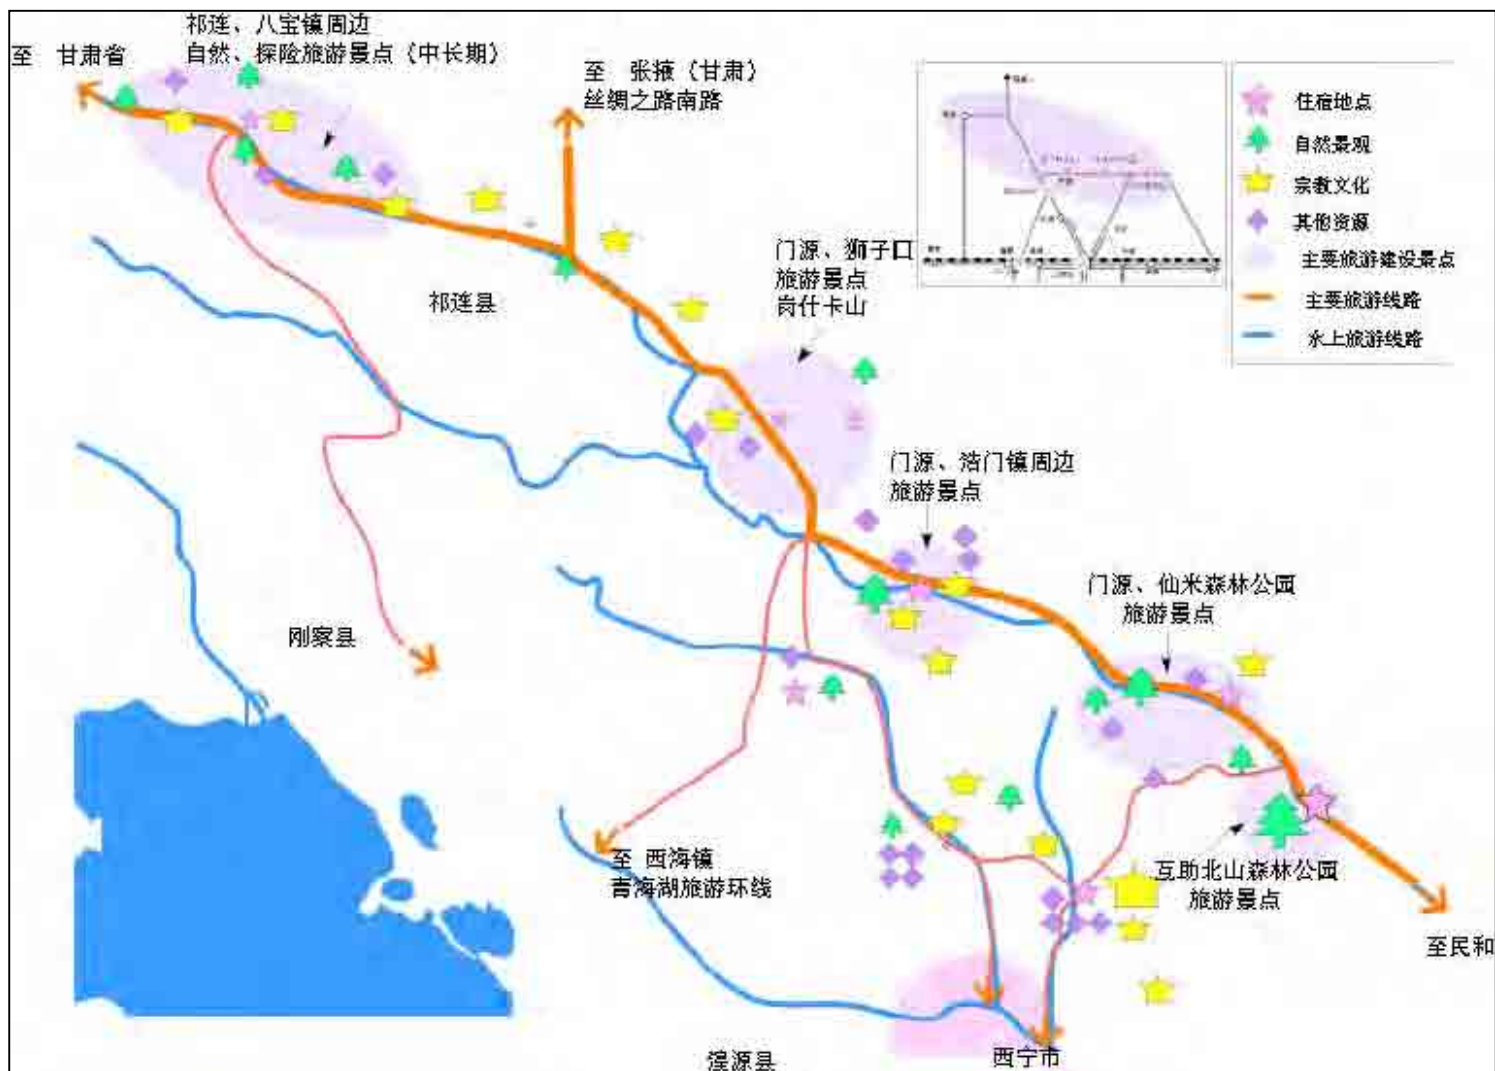 祁连、八宝镇周边
自然、探险旅游景点（中长期）
至 甘肃省
至 张掖（甘肃）
丝绸之路南路
住宿地点
自然景观
宗教文化
其他资源
主要旅游建设景点
主要旅游线路
水上旅游线路
门源、狮子口
旅游景点
岗什卡山
祁连县
门源、浩门镇周边
旅游景点
门源、仙米森林公园
旅游景点
刚察县
至 西海镇
青海湖旅游环线
互助北山森林公园
旅游景点
至民和
西宁市
湟源县